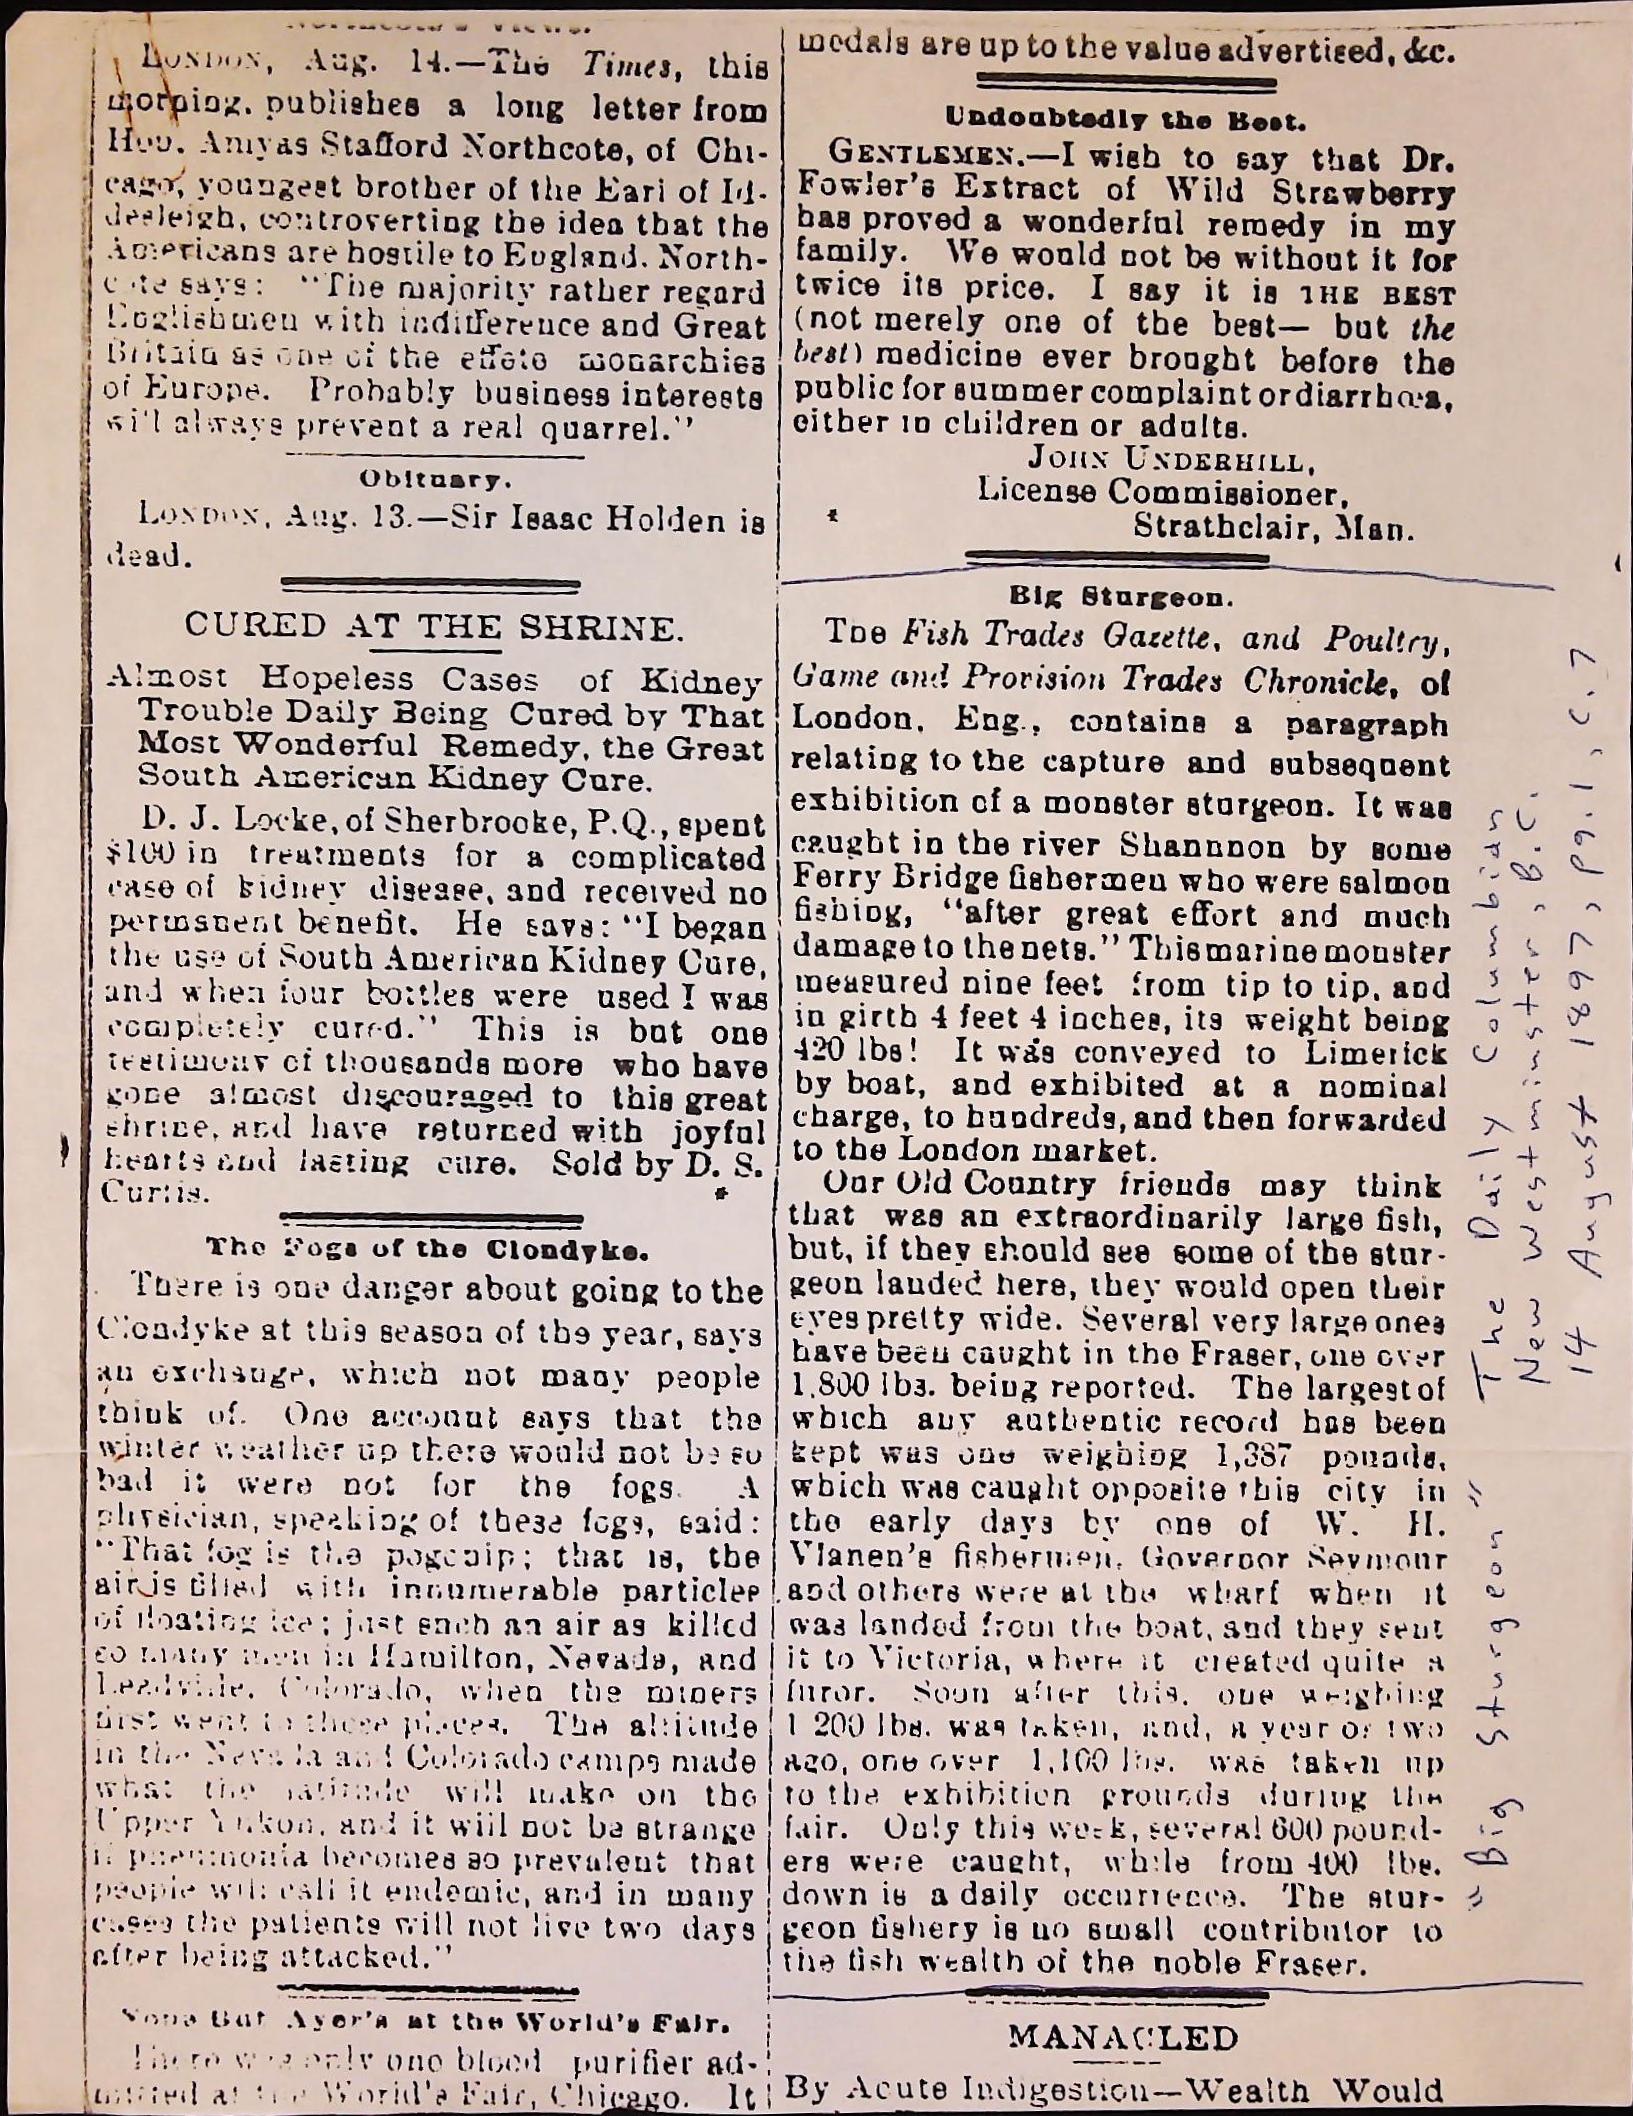 LONDON, Aug. 14.—The Times, this
morning, publishes a long letter from
Hon. Amyas Stafford Northcote, of Chi-
cago, youngest brother of the Earl of Id-
desleigh, controverting the idea that the
Americans are hostile to England. North-
cote says: "The majority rather regard
Englishmen with indifference and Great
Britain as one of the effete monarchies
of Europe. Probably business interests
will always prevent a real quarrel."
Obituary.
LONDON, Aug. 13.—Sir Isaac Holden is
dead.
CURED AT THE SHRINE.
Almost Hopeless Cases of Kidney
Trouble Daily Being Cured by That
Most Wonderful Remedy, the Great
South American Kidney Cure.
D. J. Locke, of Sherbrooke, P.Q., spent
$100 in treatments for a complicated
case of kidney disease, and received no
permanent benefit. He says: "I began
the use of South American Kidney Cure,
and when four bottles were used I was
completely cured." This is but one
testimony of thousands more who have
gone almost discouraged to this great
shrine, and have returned with joyful
hearts and lasting cure. Sold by D. S.
Curtis. *
The Fogs of the Clondyke.
There is one danger about going to the
Clondyke at this season of the year, says
an exchange, which not many people
think of. One account says that the
winter weather up there would not be so
bad it were not for the fogs. A
physician, speaking of these fogs, said:
"That fog is the pogonip; that is, the
air is filled with innumerable particles
of floating ice; just such an air as killed
so many men in Hamilton, Nevada, and
Leadville, Colorado, when the miners
first went to those places. The altitude
in the Nevada and Colorado camps made
what the latitude will make on the
Upper Yukon, and it will not be strange
if pneumonia becomes so prevalent that
people will call it endemic, and in many
cases the patients will not live two days
after being attacked."
None But Ayer's at the World's Fair.
There was only one blood purifier ad-
mitted at the World's Fair, Chicago. It
medals are up to the value advertised, &c.
Undoubtedly the Best.
GENTLEMEN.—I wish to say that Dr.
Fowler's Extract of Wild Strawberry
has proved a wonderful remedy in my
family. We would not be without it for
twice its price. I say it is THE BEST
(not merely one of the best— but the
best) medicine ever brought before the
public for summer complaint or diarrhœa,
either in children or adults.
JOHN UNDERHILL,
License Commissioner,
* Strathclair, Man.
Big Sturgeon.
The Fish Trades Gazette, and Poultry,
Game and Provision Trades Chronicle, of
London, Eng., contains a paragraph
relating to the capture and subsequent
exhibition of a monster sturgeon. It was
caught in the river Shannnon by some
Ferry Bridge fishermen who were salmon
fishing, "after great effort and much
damage to the nets." This marine monster
measured nine feet from tip to tip, and
in girth 4 feet 4 inches, its weight being
420 lbs! It was conveyed to Limerick
by boat, and exhibited at a nominal
charge, to hundreds, and then forwarded
to the London market.
Our Old Country friends may think
that was an extraordinarily large fish,
but, if they should see some of the stur-
geon landed here, they would open their
eyes pretty wide. Several very large ones
have been caught in the Fraser, one over
1,800 lbs. being reported. The largest of
which any authentic record has been
kept was one weighing 1,387 pounds,
which was caught opposite this city in
the early days by one of W. H.
Vianen's fishermen. Governor Seymour
and others were at the wharf when it
was landed from the boat, and they sent
it to Victoria, where it created quite a
furor. Soon after this, one weighing
1 200 lbs. was taken, and, a year or two
ago, one over 1,100 lbs. was taken up
to the exhibition grounds during the
fair. Only this week, several 600 pound-
ers were caught, while from 400 lbs.
down is a daily occurrence. The stur-
geon fishery is no small contributor to
the fish wealth of the noble Fraser.
MANACLED
By Acute Indigestion—Wealth Would
"Big Sturgeon" The Daily Columbian
New Westminster, B.C.
14 August 1897, pg. 1, c. 7